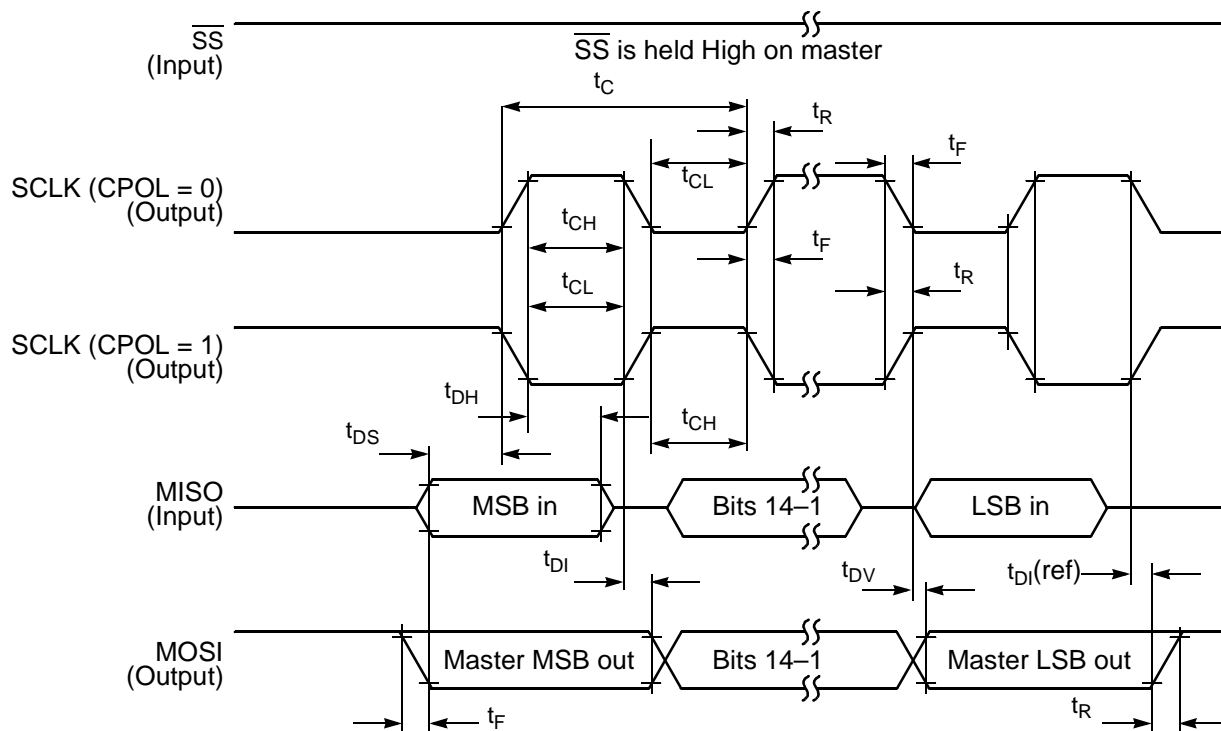 SS
(Input)
SS is held High on master
tC
tR
tF
SCLK (CPOL = 0)
(Output)
tCL
tCH
tF
tCL
tR
SCLK (CPOL = 1)
(Output)
tDH
tCH
tDS
MISO
(Input)
MSB in
Bits 14–1
LSB in
tDI
tDV
tDI(ref)
MOSI
(Output)
Master MSB out
Bits 14–1
Master LSB out
tF
tR